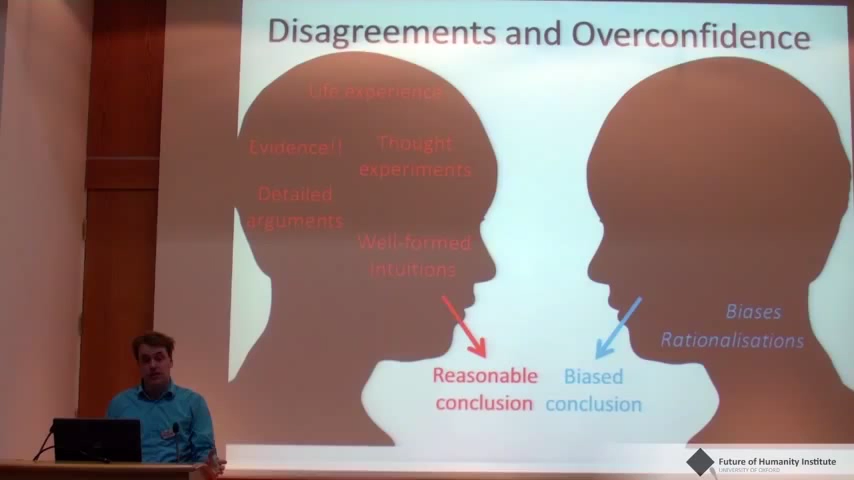 Disagreements and Overconfidence
Life experience
Evidence!!
Thought
experiments
Detailed
arguments
Well-formed
intuitions
Reasonable
conclusion
Biases
Rationalisations
Biased
conclusion
Future of Humanity Institute
UNIVERSITY OF OXFORD